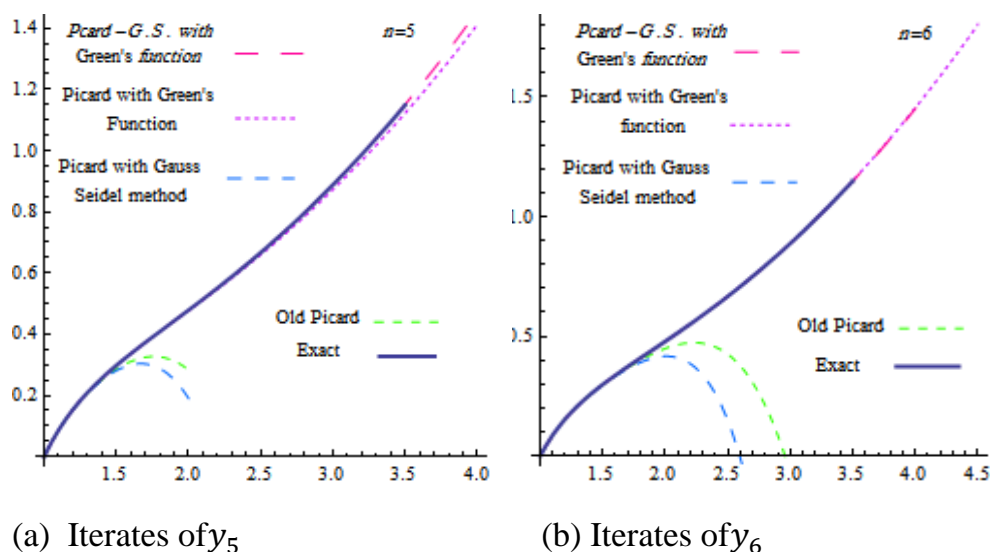 Pcard – G.S. with
Green's function
n=5
Picard with Green's
Function
Picard with Gauss
Seidel method
Old Picard
Exact
1.4
1.2
1.0
0.8
0.6
0.4
0.2
1.5 2.0 2.5 3.0 3.5 4.0
Pcard – G.S. with
Green's function
n=6
Picard with Green's
function
Picard with Gauss
Seidel method
Old Picard
Exact
1.5
1.0
0.5
1.5 2.0 2.5 3.0 3.5 4.0 4.5
(a) Iterates of y₅
(b) Iterates of y₆